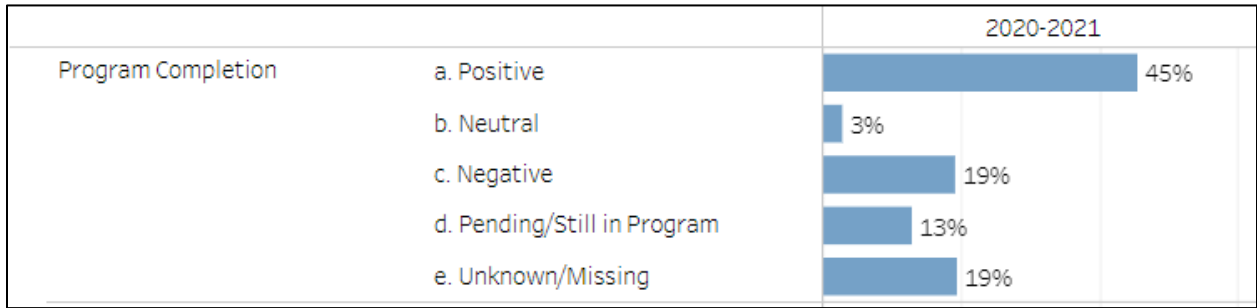 2020-2021
Program Completion a. Positive 45%
b. Neutral 3%
c. Negative 19%
d. Pending/Still in Program 13%
e. Unknown/Missing 19%